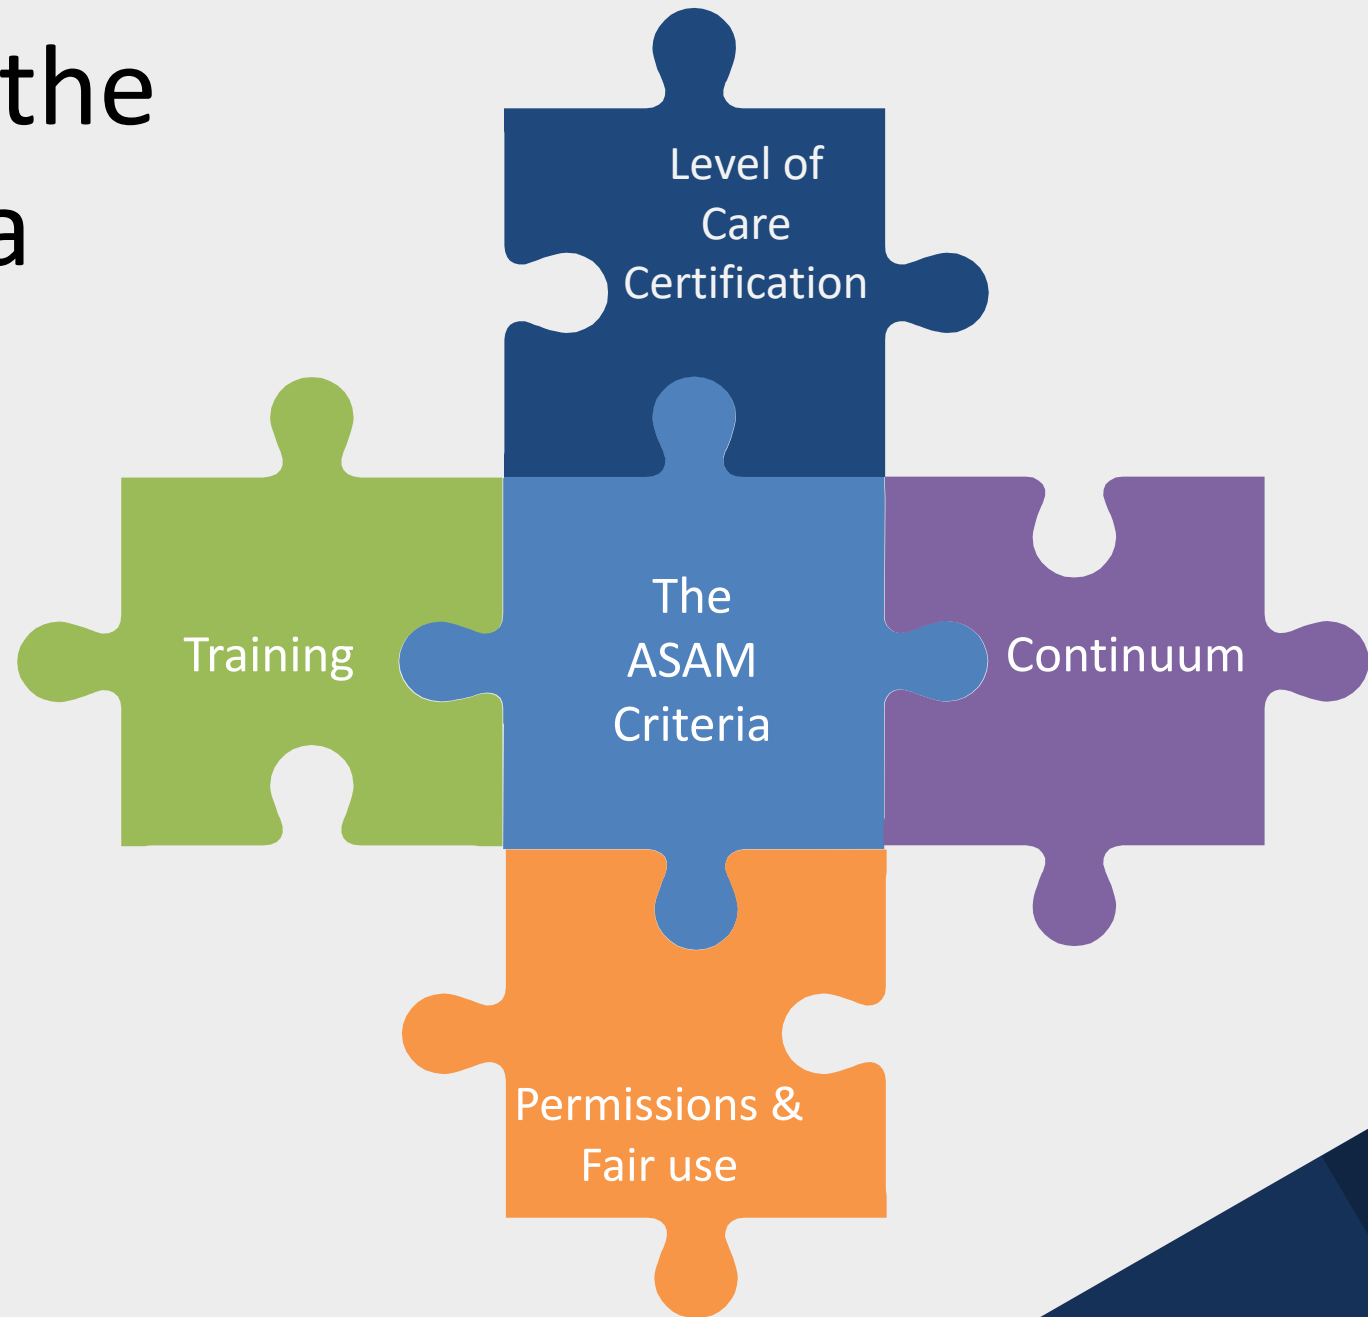 the
a
Level of
Care
Certification
Training
The
ASAM
Criteria
Continuum
Permissions &
Fair use